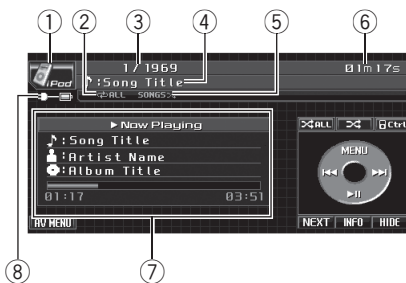 ① ② ③ ④ ⑤ ⑥
iPod 1/1969 01m17s
♪:Song Title
ALL SONGS
▶Now Playing
♪:Song Title
:Artist Name
:Album Title
01:17 03:51
ALL Ctrl
MENU
NEXT INFO HIDE
AV MENU
⑧ ⑦